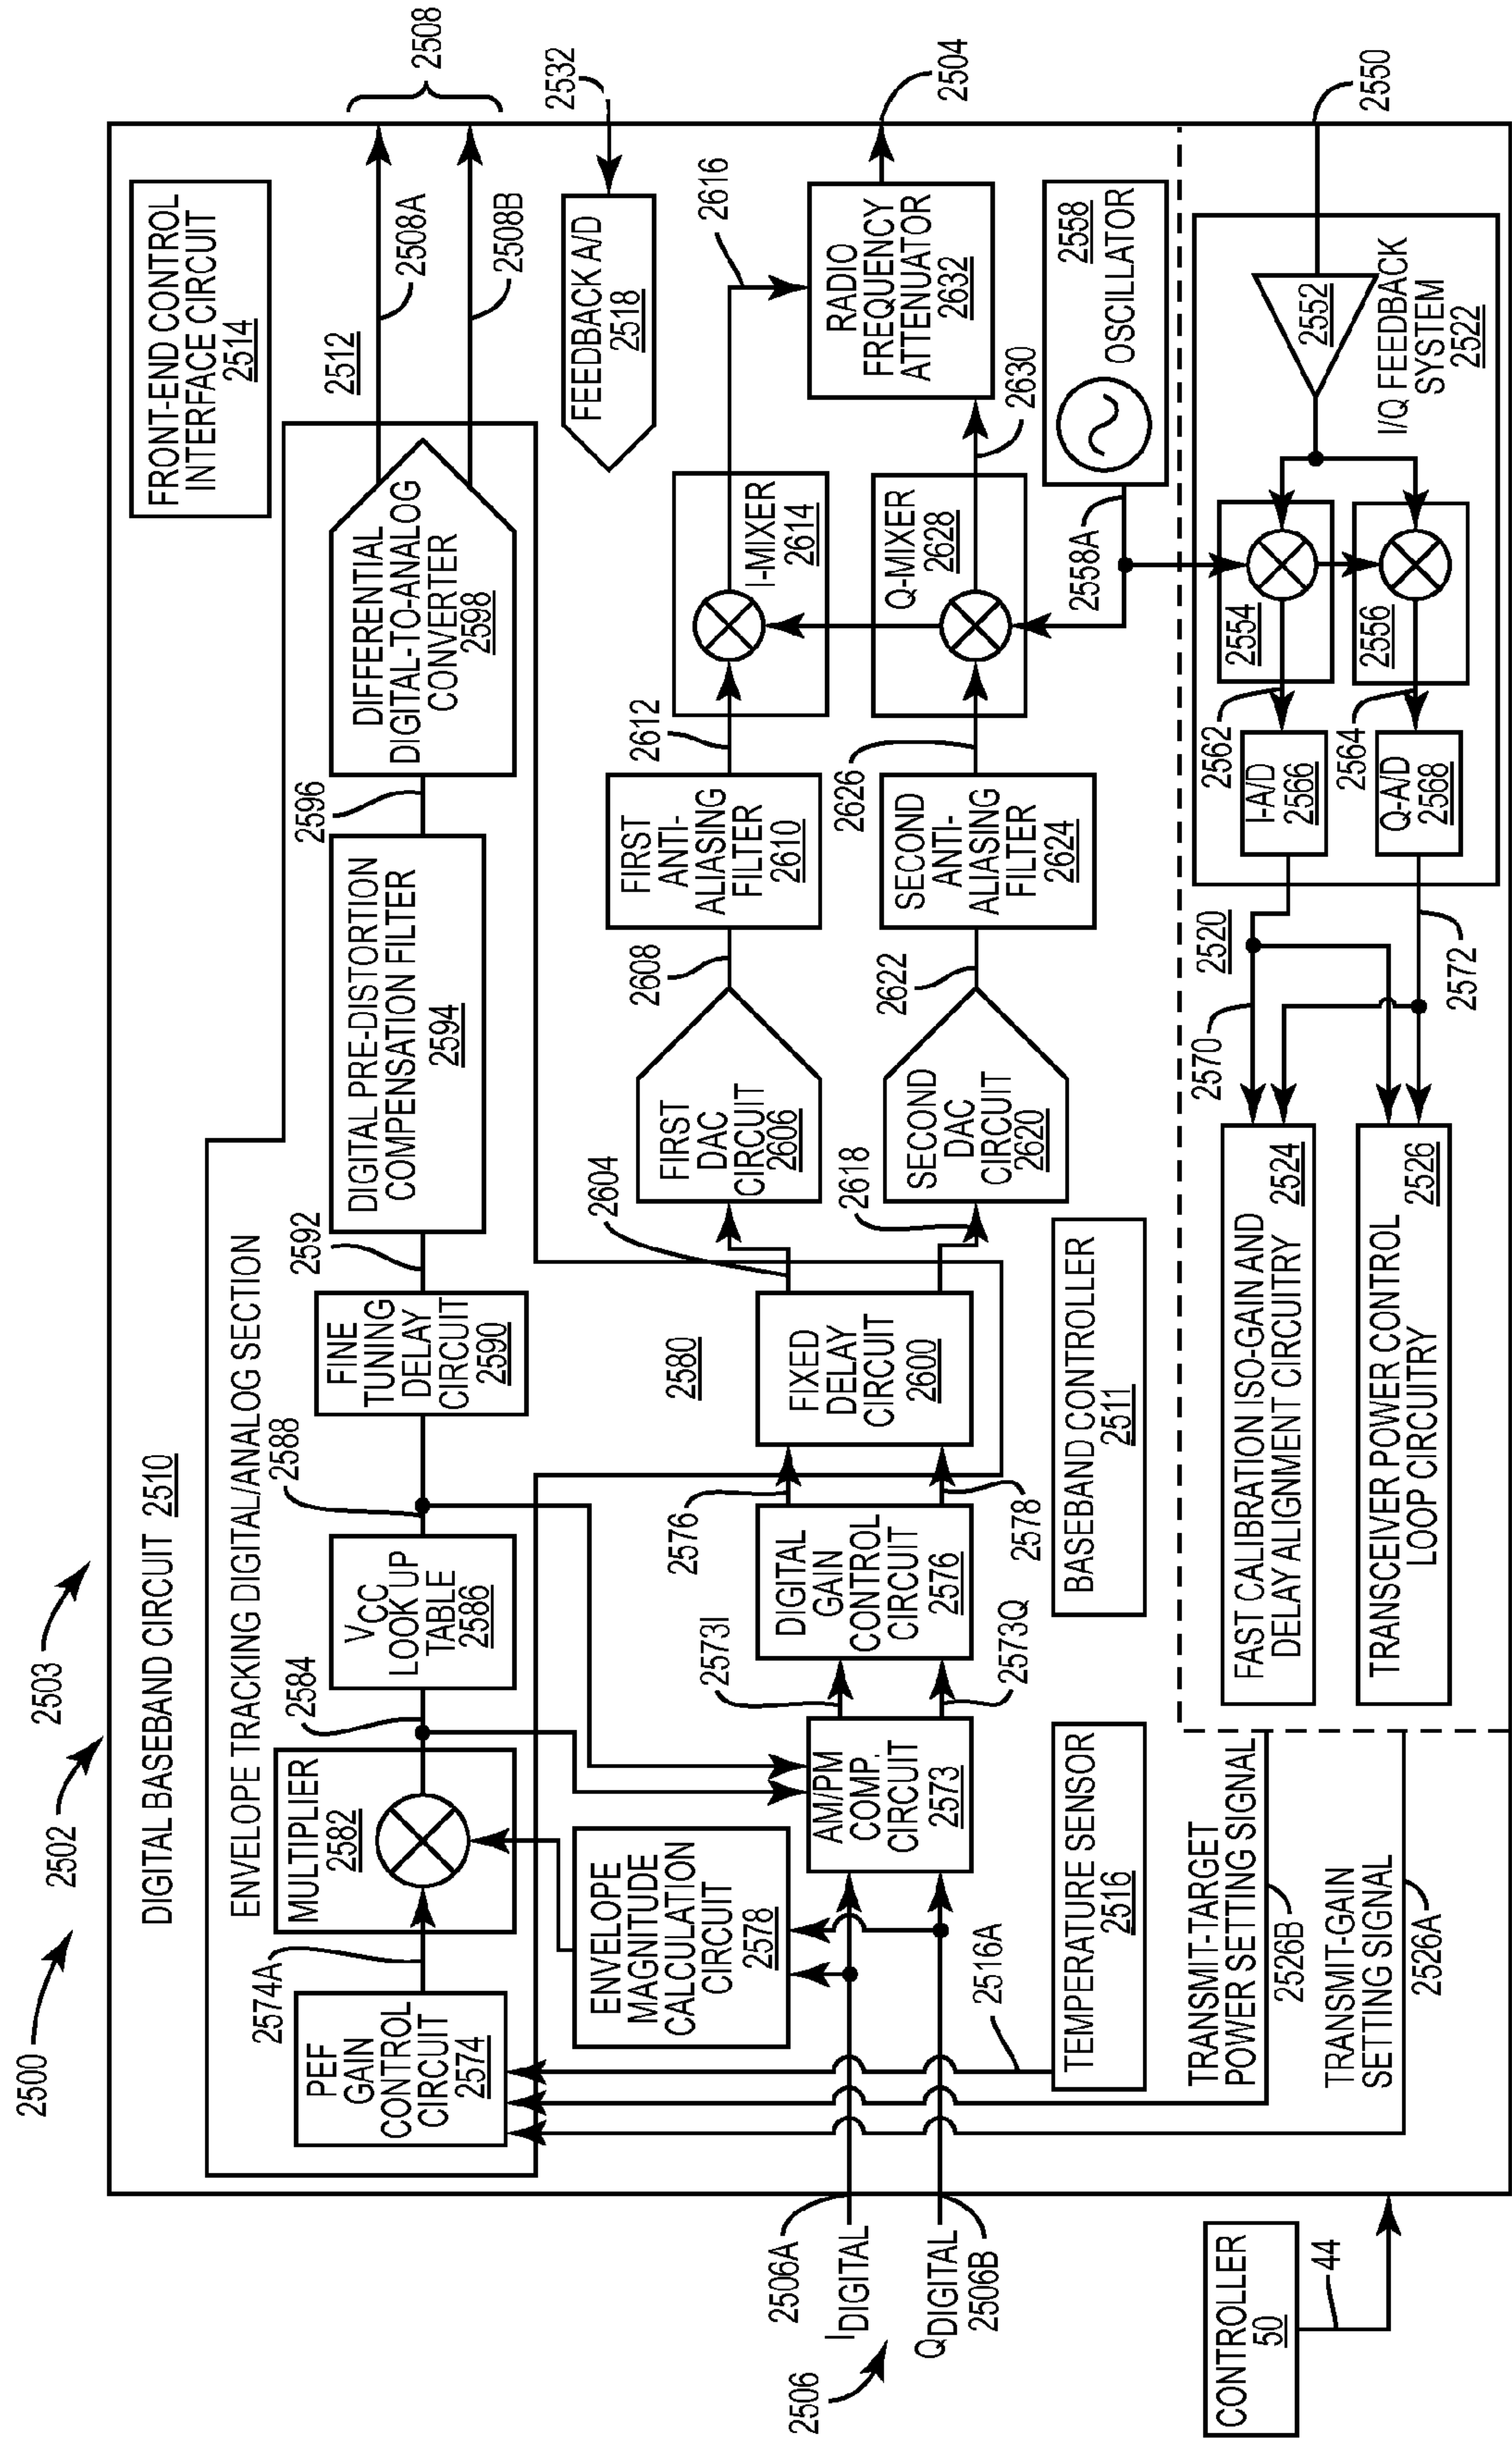 2500
2502
2503
DIGITAL BASEBAND CIRCUIT 2510
ENVELOPE TRACKING DIGITAL/ANALOG SECTION
FRONT-END CONTROL
INTERFACE CIRCUIT
2514
PEF
GAIN
CONTROL
CIRCUIT
2574
2574A
MULTIPLIER
2582
2584
VCC
LOOK UP
TABLE
2586
2588
FINE
TUNING
DELAY
CIRCUIT
2590
2592
DIGITAL PRE-DISTORTION
COMPENSATION FILTER
2594
2596
DIFFERENTIAL
DIGITAL-TO-ANALOG
CONVERTER
2598
2512
2508A
2508B
2508
2532
FEEDBACK A/D
2518
ENVELOPE
MAGNITUDE
CALCULATION
CIRCUIT
2578
2506
2506A
IDIGITAL
QDIGITAL
2506B
AM/PM
COMP.
CIRCUIT
2573
2573I
2573Q
DIGITAL
GAIN
CONTROL
CIRCUIT
2576
2576
2578
2580
FIXED
DELAY
CIRCUIT
2600
2604
2618
FIRST
DAC
CIRCUIT
2606
2608
FIRST
ANTI-
ALIASING
FILTER
2610
2612
I-MIXER
2614
2616
SECOND
DAC
CIRCUIT
2620
2622
SECOND
ANTI-
ALIASING
FILTER
2624
2626
Q-MIXER
2628
2630
RADIO
FREQUENCY
ATTENUATOR
2632
2504
TEMPERATURE SENSOR
2516
2516A
BASEBAND CONTROLLER
2511
2558
OSCILLATOR
2558A
TRANSMIT-TARGET
POWER SETTING SIGNAL
2526B
TRANSMIT-GAIN
SETTING SIGNAL
2526A
FAST CALIBRATION ISO-GAIN AND
DELAY ALIGNMENT CIRCUITRY 2524
TRANSCEIVER POWER CONTROL
LOOP CIRCUITRY
2526
2520
2570
2572
2562
I-A/D
2566
2564
Q-A/D
2568
2554
2556
2552
I/Q FEEDBACK
SYSTEM
2522
2550
CONTROLLER
50
44